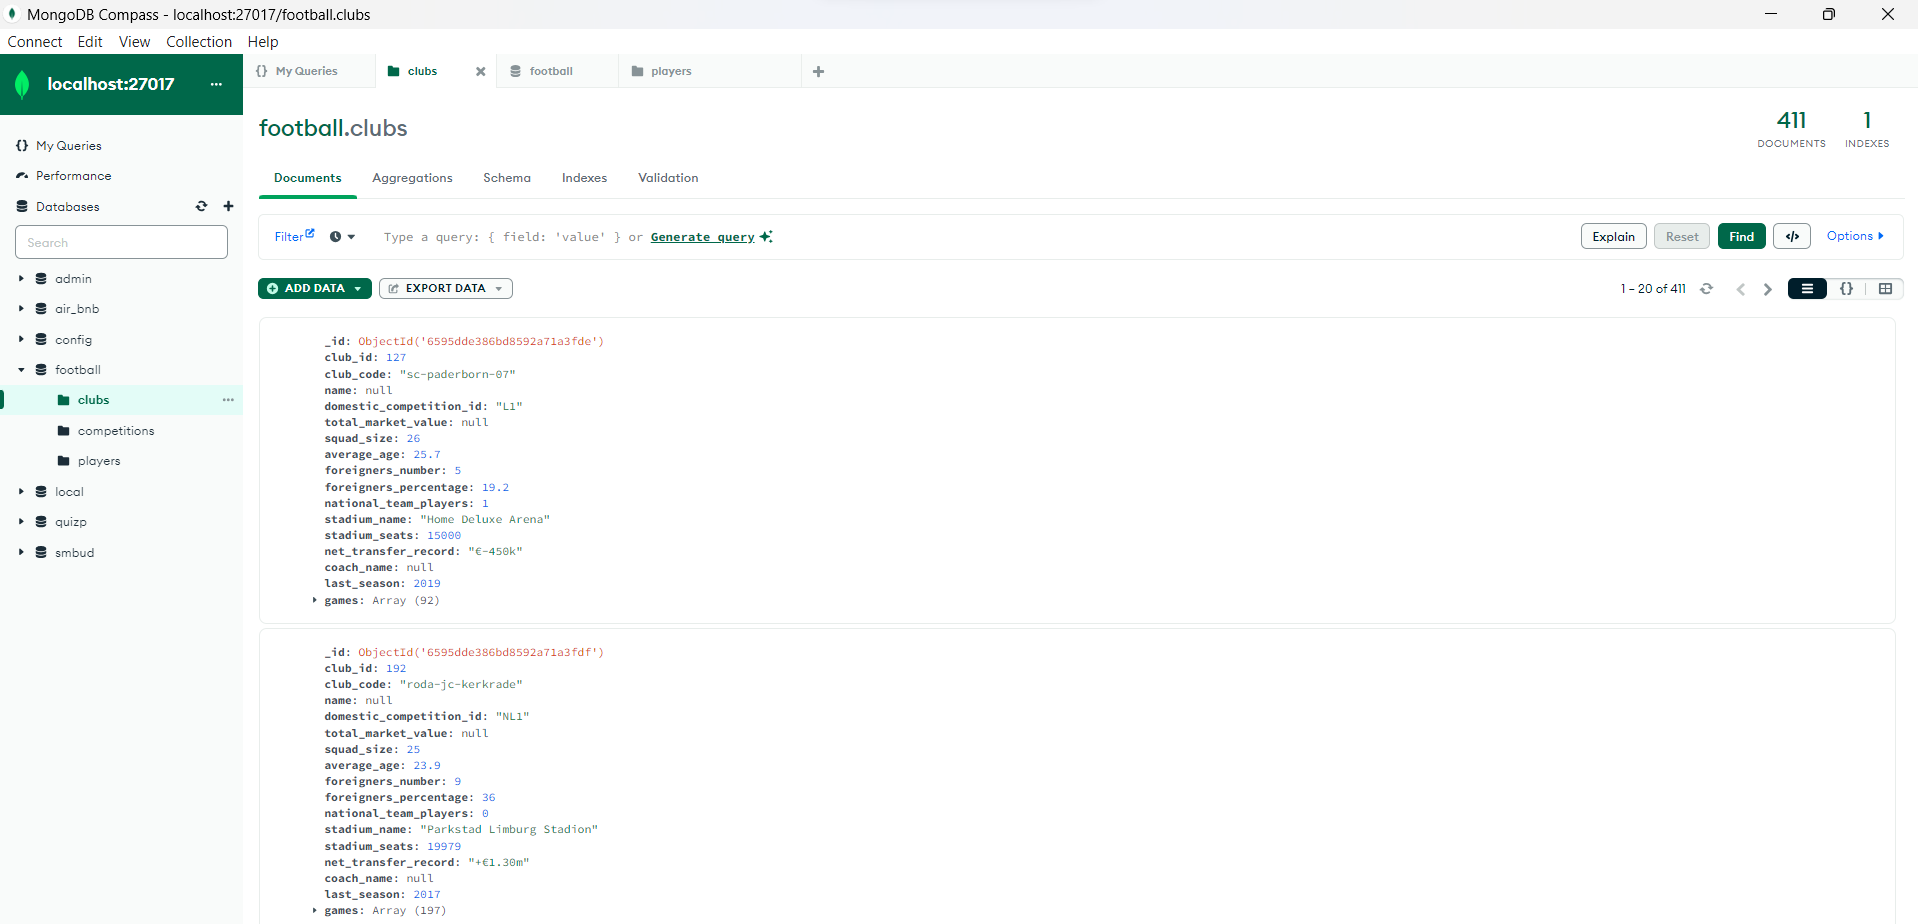 MongoDB Compass - localhost:27017/football.clubs
Connect Edit View Collection Help
localhost:27017 ...
{} My Queries
clubs
football
players
+
My Queries
Performance
Databases
Search
admin
air_bnb
config
football
clubs ...
competitions
players
local
quizp
smbud
football.clubs
411
DOCUMENTS
1
INDEXES
Documents Aggregations Schema Indexes Validation
Filter Type a query: { field: 'value' } or Generate query
Explain Reset Find </> Options
ADD DATA EXPORT DATA
1 – 20 of 411
{}
_id: ObjectId('6595dde386bd8592a71a3fde')
club_id: 127
club_code: "sc-paderborn-07"
name: null
domestic_competition_id: "L1"
total_market_value: null
squad_size: 26
average_age: 25.7
foreigners_number: 5
foreigners_percentage: 19.2
national_team_players: 1
stadium_name: "Home Deluxe Arena"
stadium_seats: 15000
net_transfer_record: "€-450k"
coach_name: null
last_season: 2019
games: Array (92)
_id: ObjectId('6595dde386bd8592a71a3fdf')
club_id: 192
club_code: "roda-jc-kerkrade"
name: null
domestic_competition_id: "NL1"
total_market_value: null
squad_size: 25
average_age: 23.9
foreigners_number: 9
foreigners_percentage: 36
national_team_players: 0
stadium_name: "Parkstad Limburg Stadion"
stadium_seats: 19979
net_transfer_record: "+€1.30m"
coach_name: null
last_season: 2017
games: Array (197)